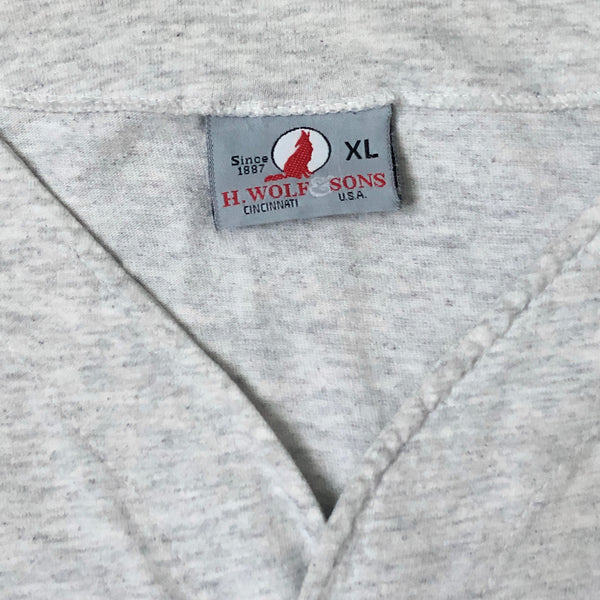 Since
1887
XL
H. WOLF & SONS
CINCINNATI U.S.A.